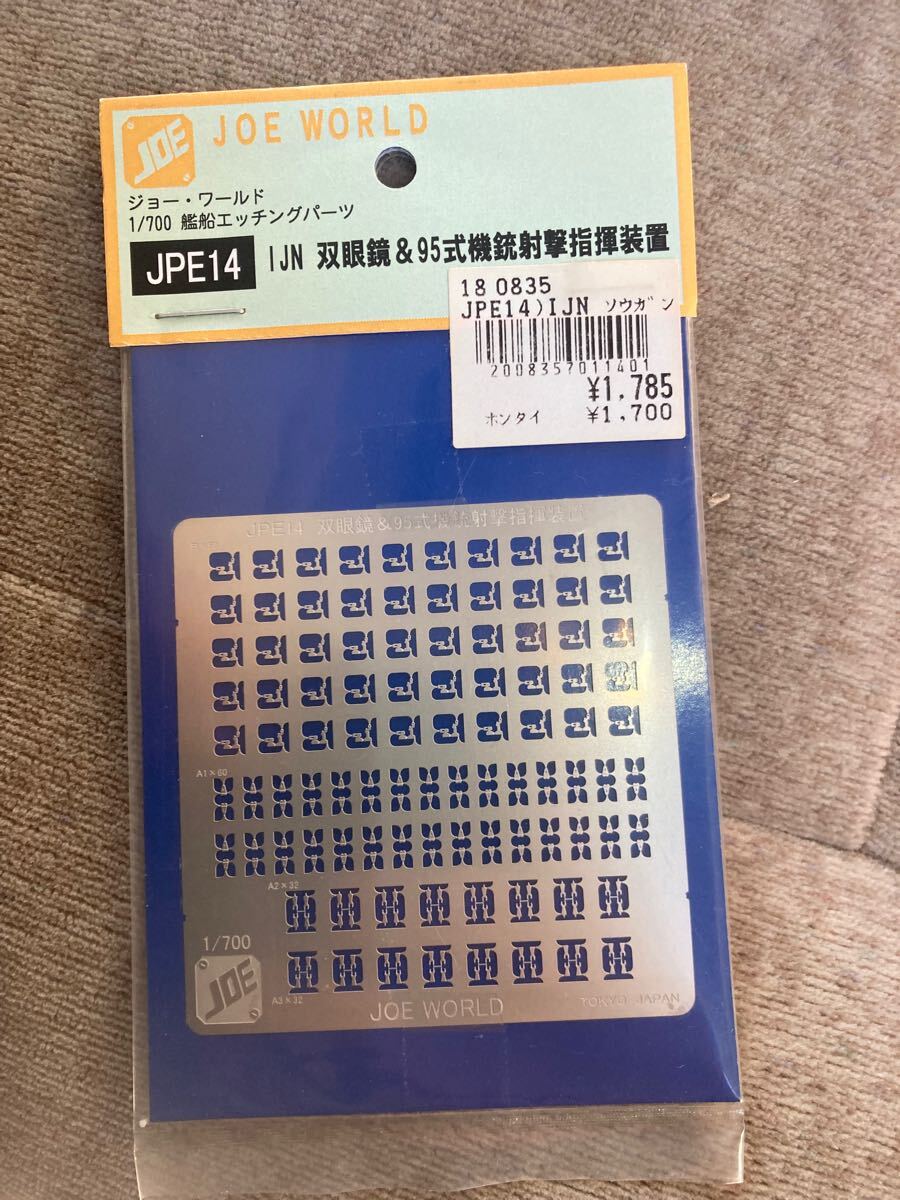 JOE
JOE WORLD
ジョー・ワールド
1/700 艦船エッチングパーツ
JPE14
IJN 双眼鏡&95式機銃射撃指揮装置
18 0835
JPE14)IJN ソウガン
2008357011401
¥1,785
ホンタイ ¥1,700
JPE14 双眼鏡&95式機銃射撃指揮装置
A1×60
A2×32
1/700
JOE
A3×32
JOE WORLD
TOKYO JAPAN